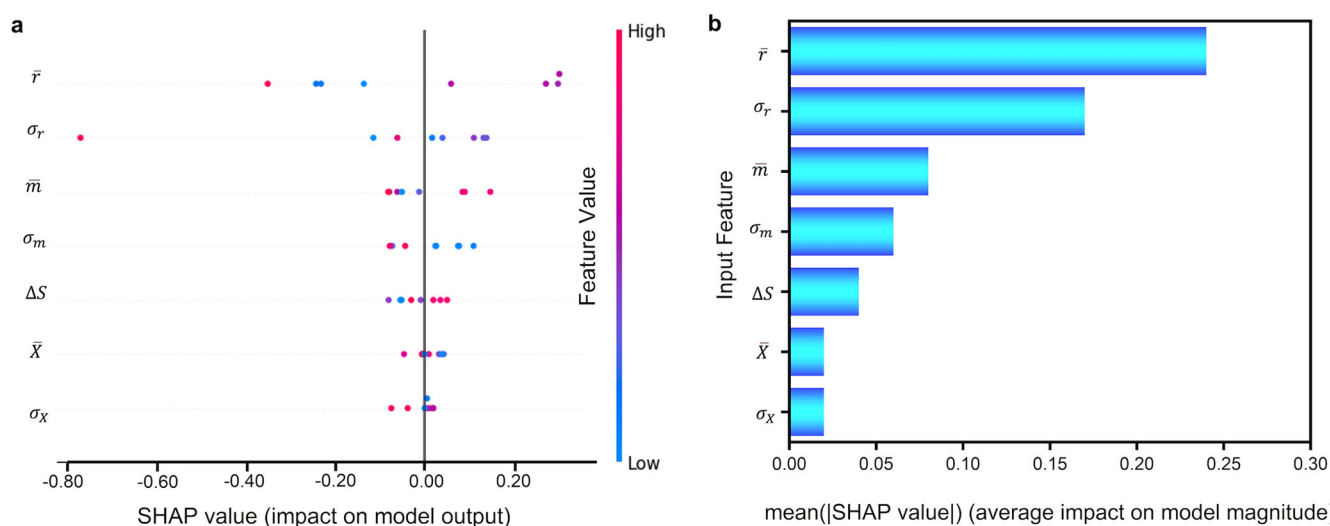 a
High
r̄
σ_r
m̄
σ_m
ΔS
X̄
σ_X
Feature Value
Low
-0.80 -0.60 -0.40 -0.20 0.00 0.20
SHAP value (impact on model output)
b
r̄
σ_r
m̄
σ_m
ΔS
X̄
σ_X
Input Feature
0.00 0.05 0.10 0.15 0.20 0.25 0.30
mean(|SHAP value|) (average impact on model magnitude